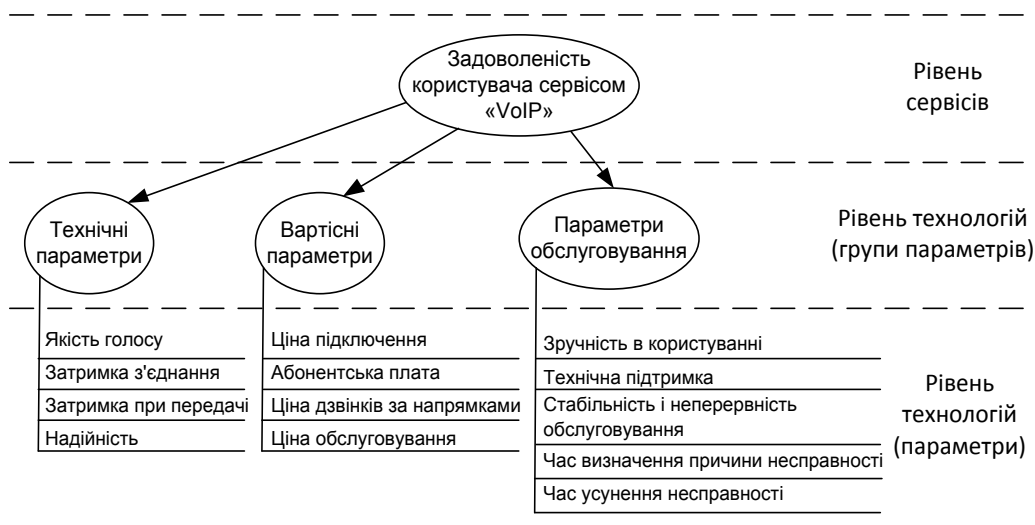 Задоволеність
користувача сервісом
«VoIP»
Рівень
сервісів
Технічні
параметри
Вартісні
параметри
Параметри
обслуговування
Рівень технологій
(групи параметрів)
Якість голосу
Затримка з'єднання
Затримка при передачі
Надійність
Ціна підключення
Абонентська плата
Ціна дзвінків за напрямками
Ціна обслуговування
Зручність в користуванні
Технічна підтримка
Стабільність і неперервність
обслуговування
Час визначення причини несправності
Час усунення несправності
Рівень
технологій
(параметри)